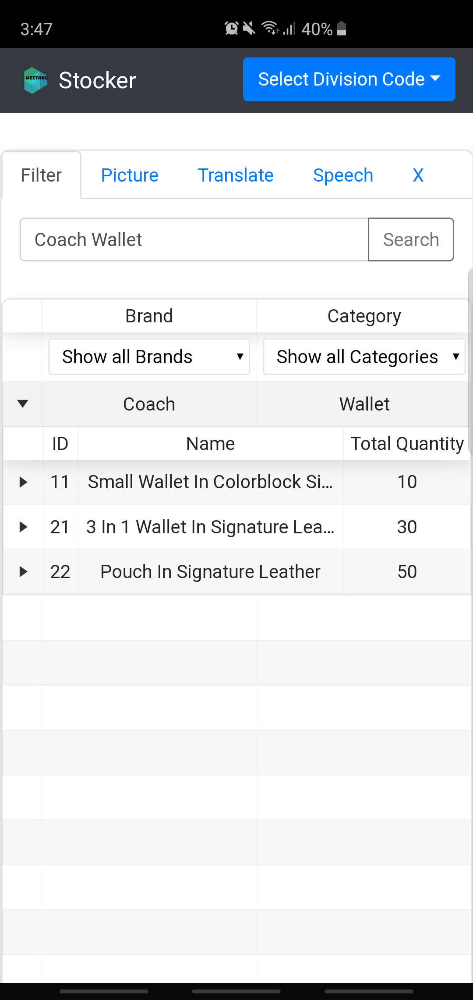 3:47 40%
WEITANG Stocker Select Division Code
Filter Picture Translate Speech X
Coach Wallet Search
Brand Category
Show all Brands Show all Categories
Coach Wallet
ID Name Total Quantity
11 Small Wallet In Colorblock Si... 10
21 3 In 1 Wallet In Signature Lea... 30
22 Pouch In Signature Leather 50